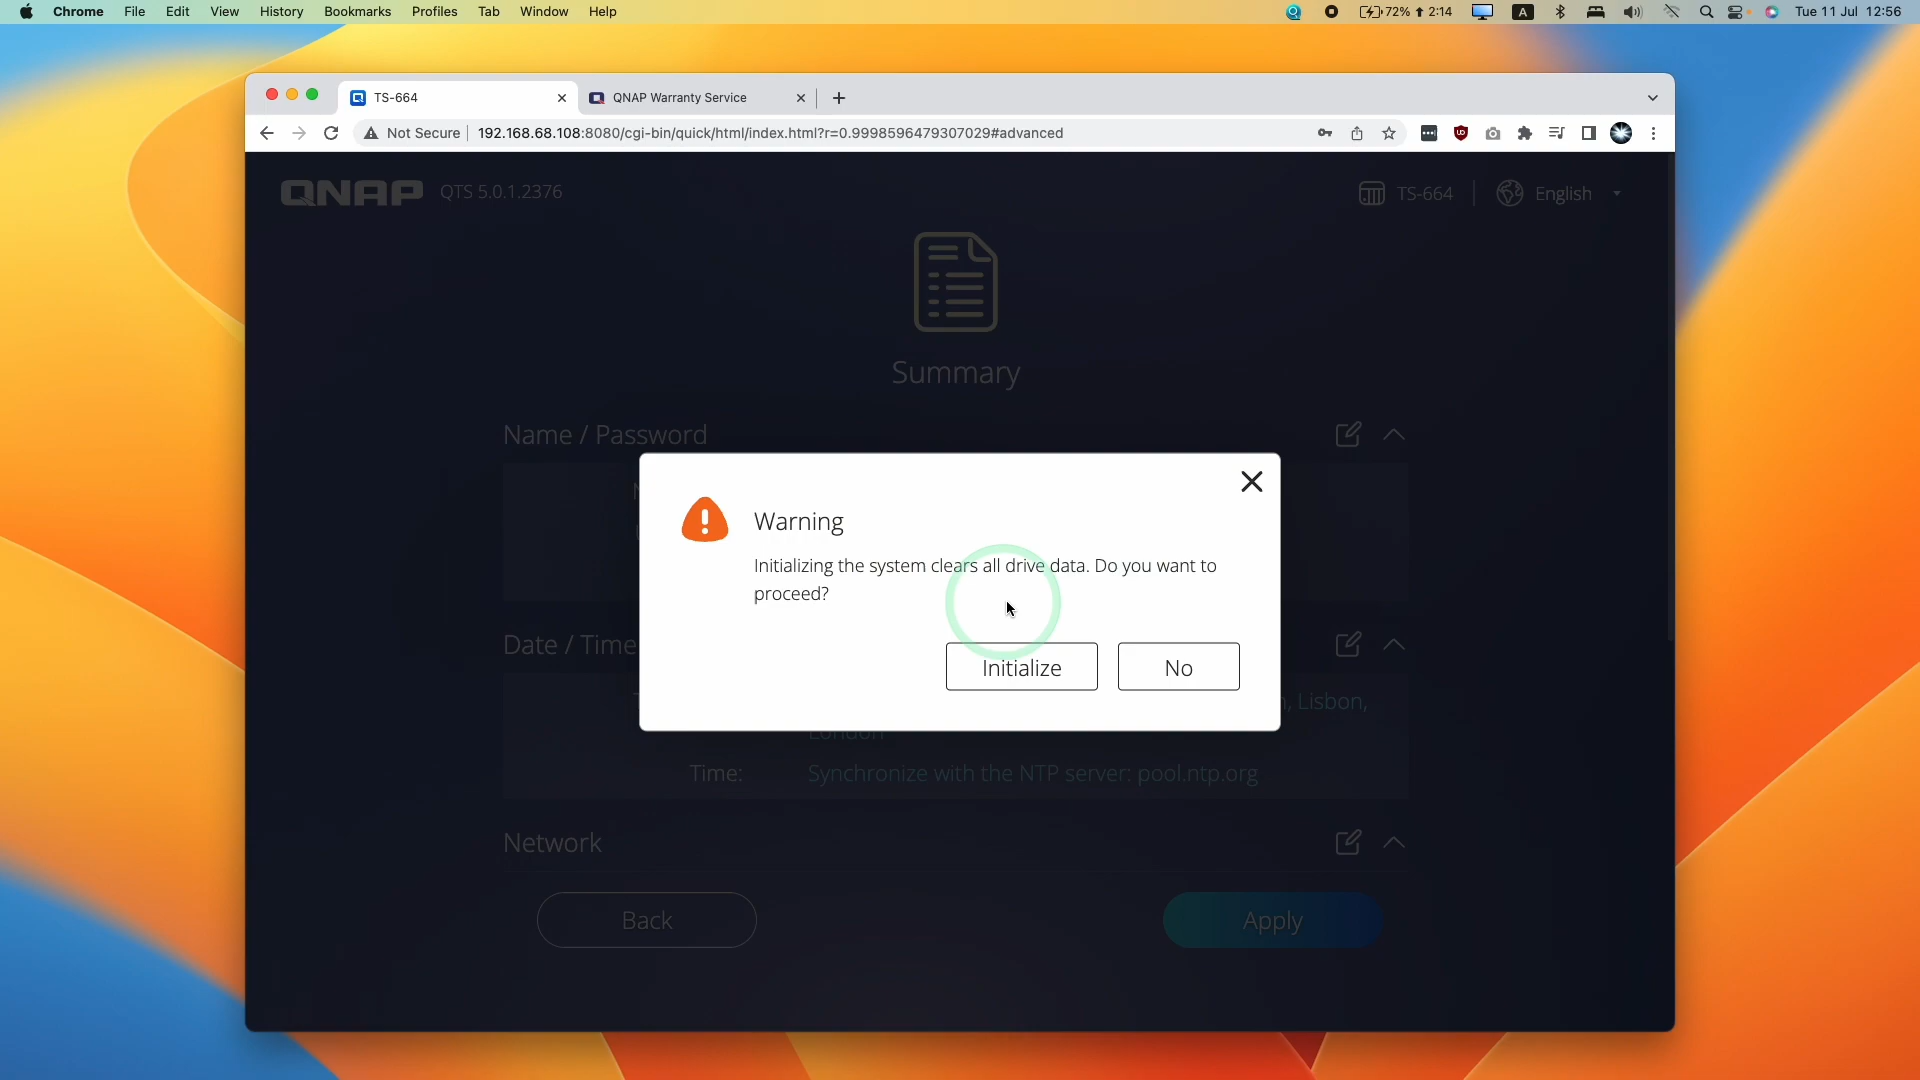 Chrome File Edit View History Bookmarks Profiles Tab Window Help 72% 2:14 A Tue 11 Jul 12:56
TS-664 QNAP Warranty Service
Not Secure 192.168.68.108:8080/cgi-bin/quick/html/index.html?r=0.9998596479307029#advanced
QNAP QTS 5.0.1.2376 TS-664 English
Summary
Name / Password
Warning
Initializing the system clears all drive data. Do you want to
proceed?
Date / Time
Initialize No
Lisbon,
London
Time: Synchronize with the NTP server: pool.ntp.org
Network
Back Apply